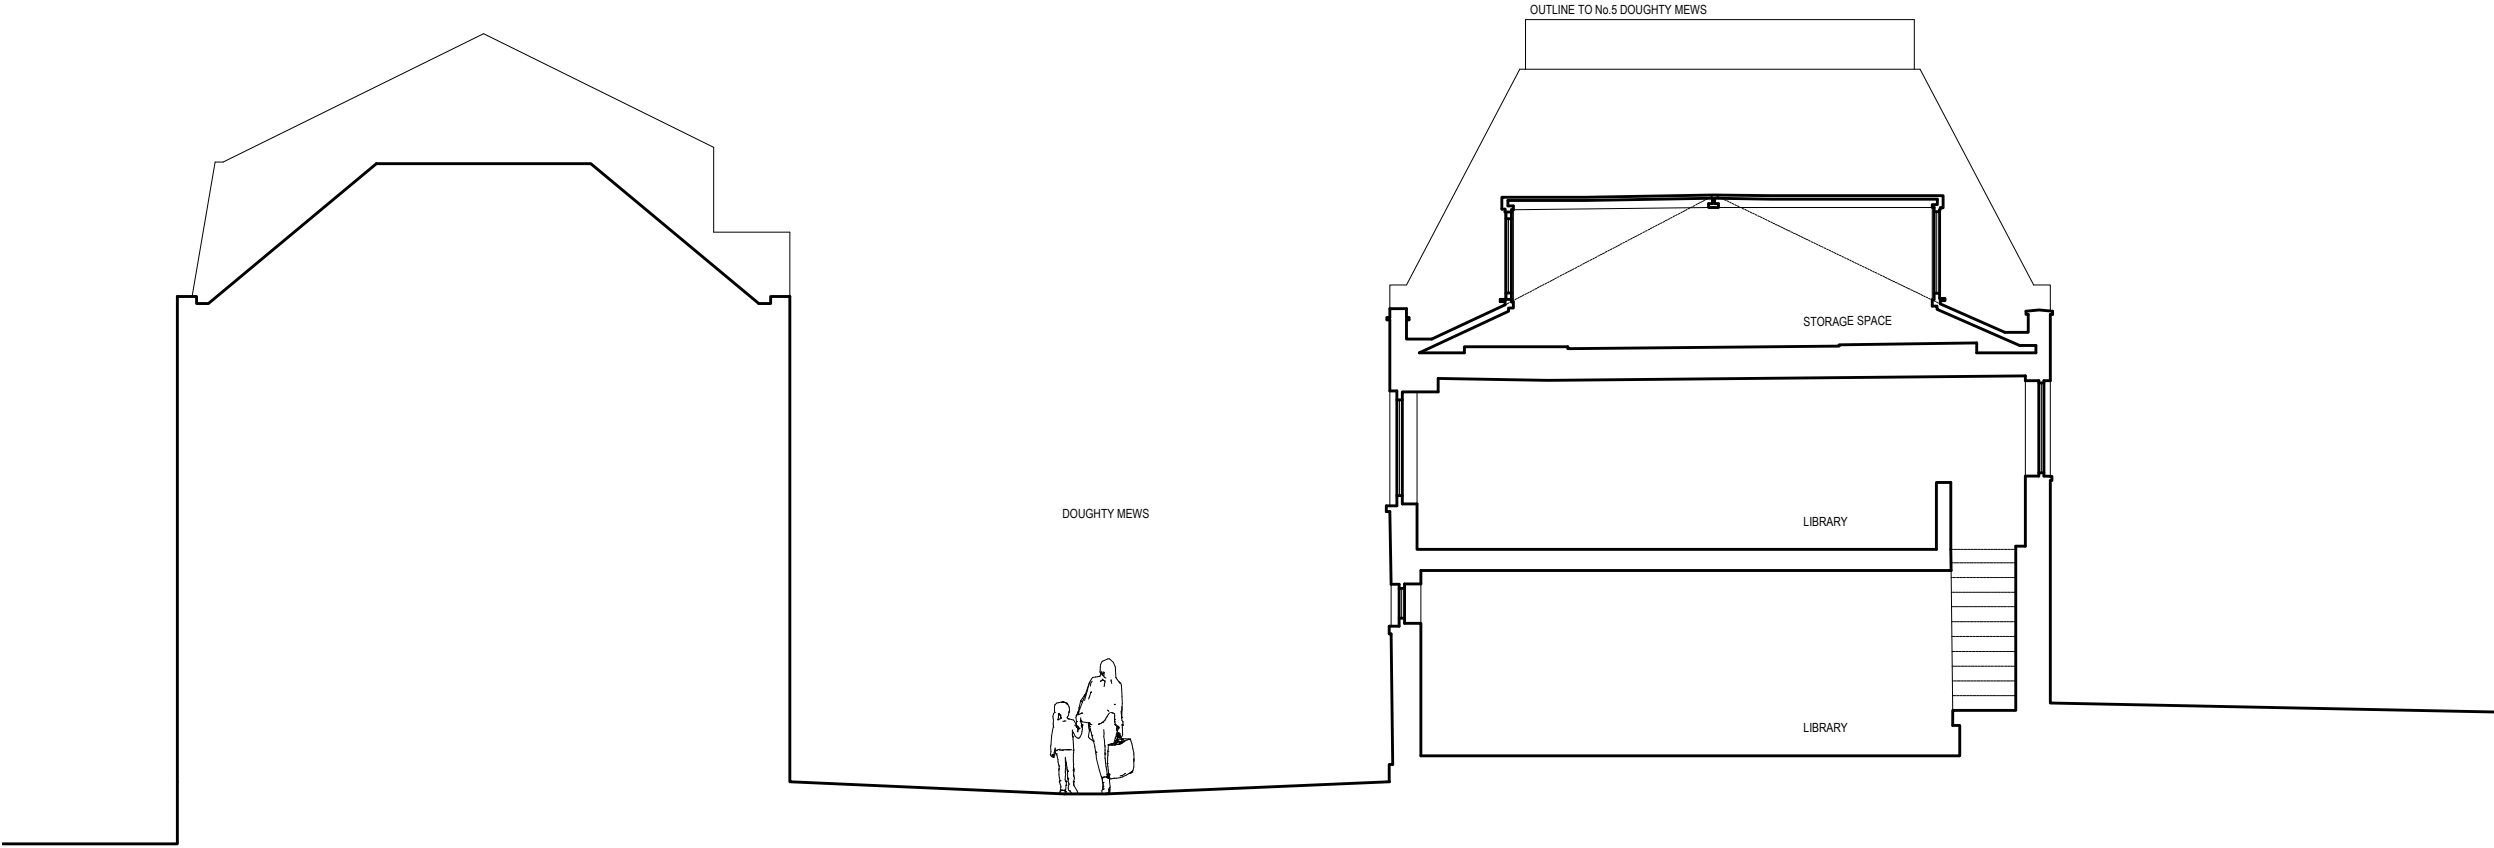 OUTLINE TO No.5 DOUGHTY MEWS
STORAGE SPACE
DOUGHTY MEWS
LIBRARY
LIBRARY